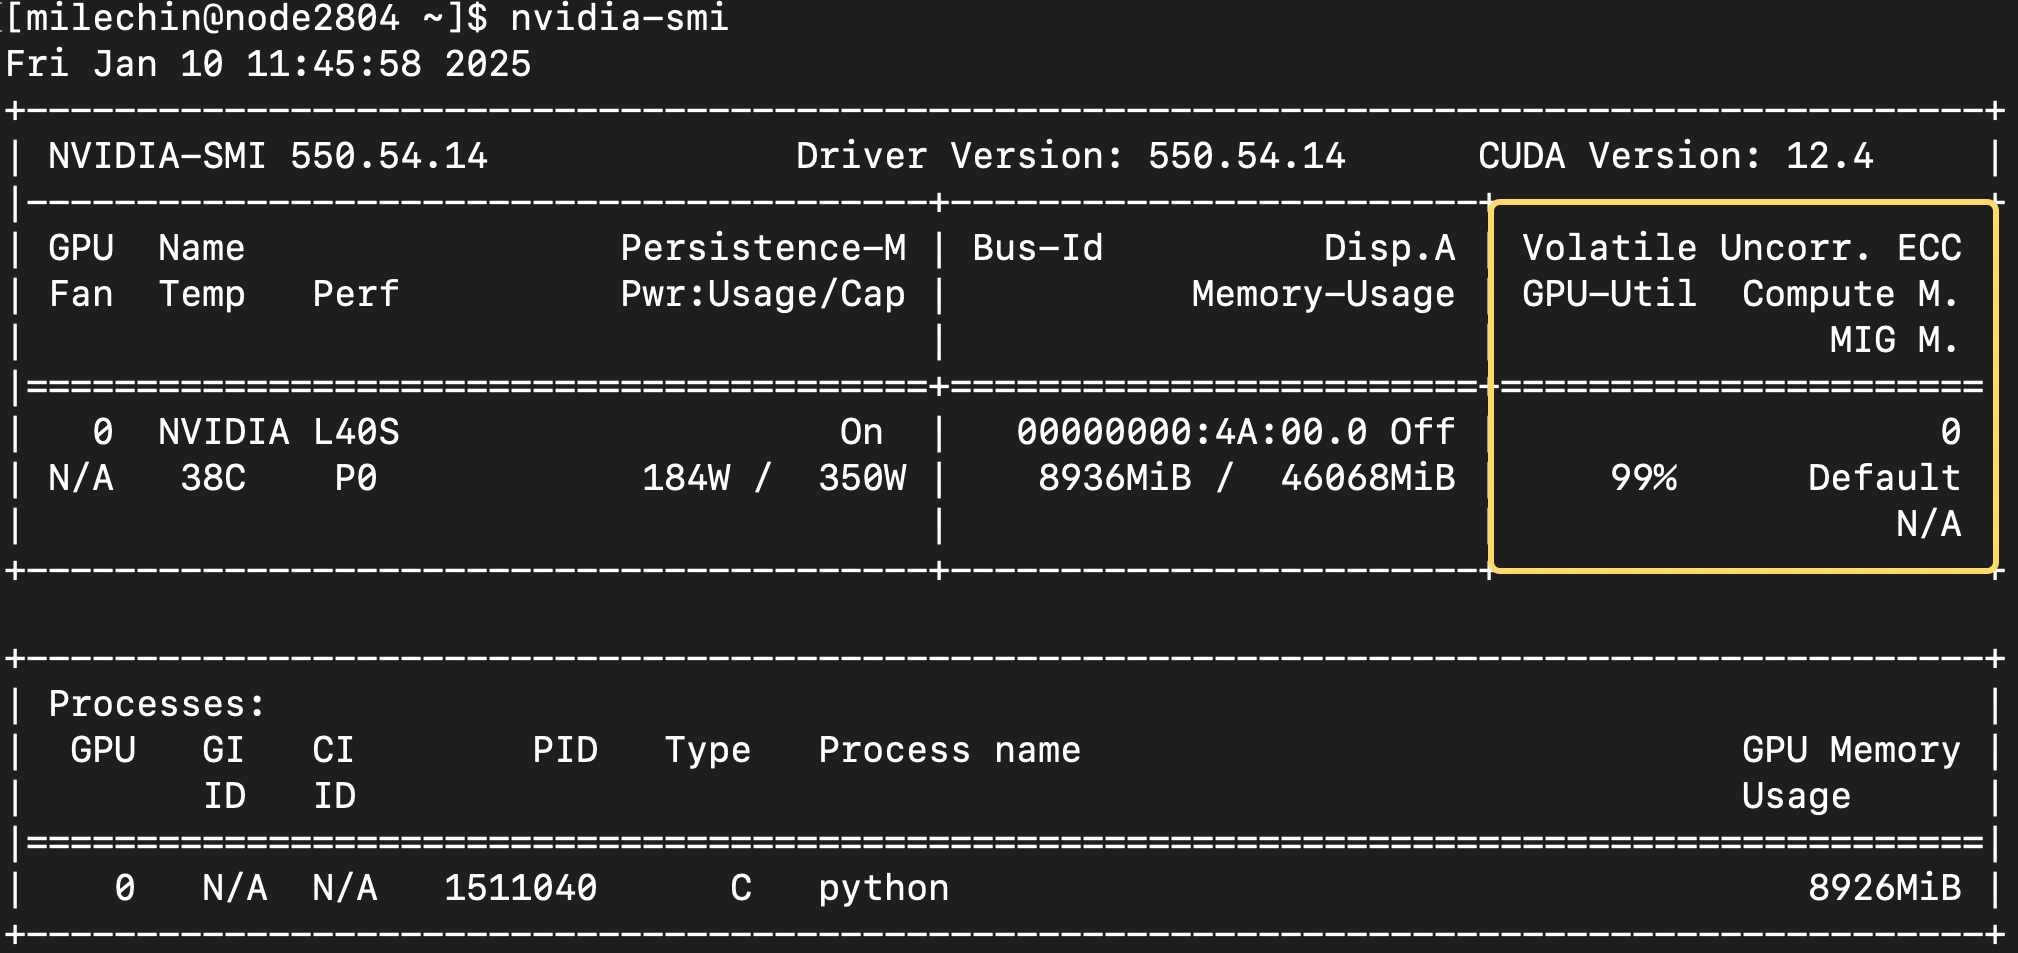 [milechin@node2804 ~]$ nvidia-smi
Fri Jan 10 11:45:58 2025
+-----------------------------------------------------------------------------------------+
| NVIDIA-SMI 550.54.14              Driver Version: 550.54.14      CUDA Version: 12.4     |
|-----------------------------------------+------------------------+----------------------+
| GPU  Name                 Persistence-M | Bus-Id          Disp.A | Volatile Uncorr. ECC
| Fan  Temp   Perf          Pwr:Usage/Cap |           Memory-Usage | GPU-Util  Compute M.
|                                         |                        |               MIG M.
|=========================================+========================+======================
|   0  NVIDIA L40S                    On  |   00000000:4A:00.0 Off |                    0
| N/A   38C    P0            184W /  350W |    8936MiB /  46068MiB |     99%      Default
|                                         |                        |                  N/A
+-----------------------------------------+------------------------+----------------------+
+-----------------------------------------------------------------------------------------+
| Processes:                                                                              |
|  GPU   GI   CI        PID   Type   Process name                              GPU Memory |
|        ID   ID                                                               Usage      |
|=========================================================================================|
|    0   N/A  N/A   1511040      C   python                                       8926MiB |
+-----------------------------------------------------------------------------------------+